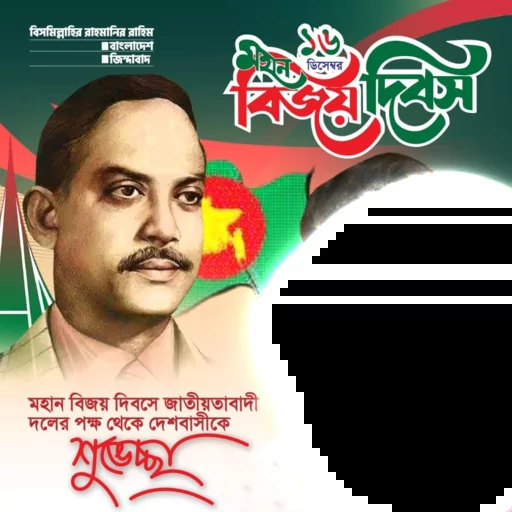 বিসমিল্লাহির রাহমানির রাহিম
বাংলাদেশ
জিন্দাবাদ
মহান ১৬ ডিসেম্বর
বিজয় দিবস
মহান বিজয় দিবসে জাতীয়তাবাদী
দলের পক্ষ থেকে দেশবাসীকে
শুভেচ্ছা